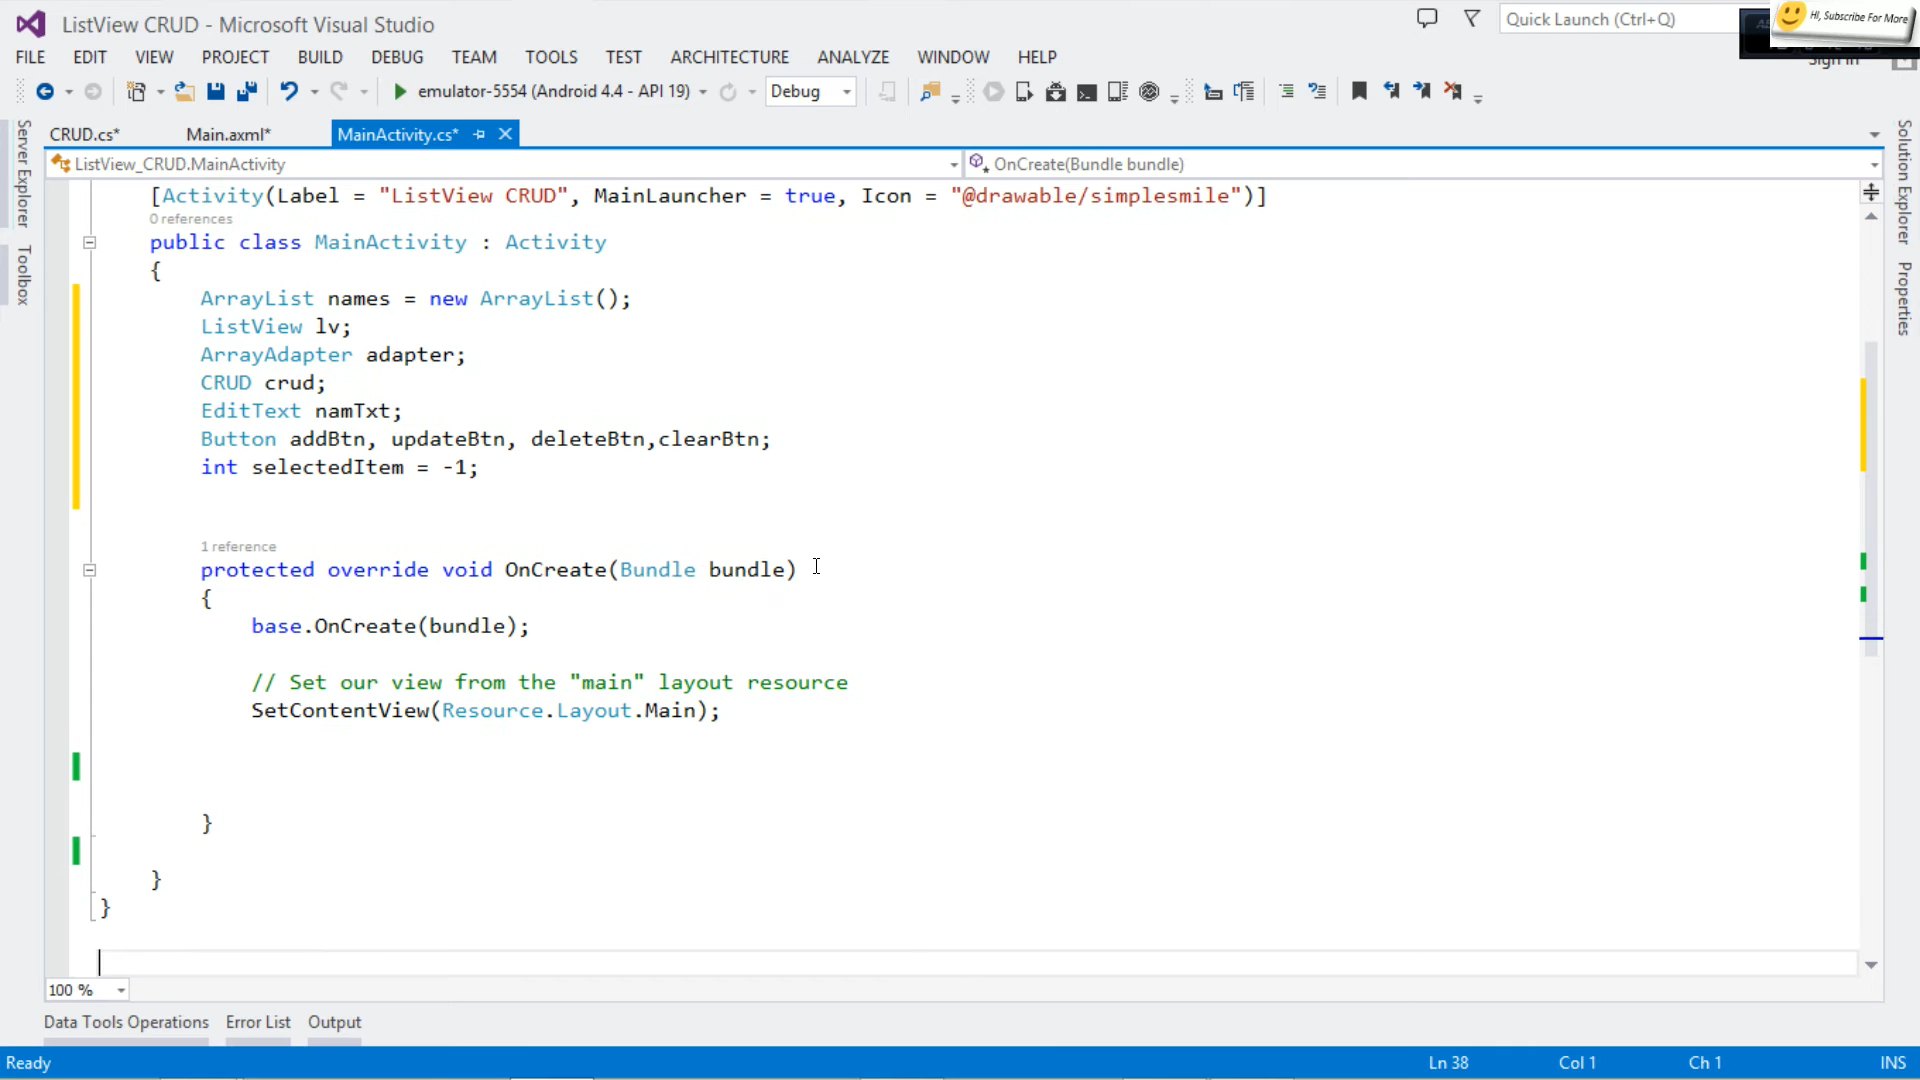 ListView CRUD - Microsoft Visual Studio
Quick Launch (Ctrl+Q)
Hi, Subscribe For More
Sign in
FILE EDIT VIEW PROJECT BUILD DEBUG TEAM TOOLS TEST ARCHITECTURE ANALYZE WINDOW HELP
emulator-5554 (Android 4.4 - API 19) Debug
CRUD.cs* Main.axml* MainActivity.cs*
ListView_CRUD.MainActivity OnCreate(Bundle bundle)
Server Explorer
Toolbox
Solution Explorer
Properties
[Activity(Label = "ListView CRUD", MainLauncher = true, Icon = "@drawable/simplesmile")]
0 references
public class MainActivity : Activity
{
ArrayList names = new ArrayList();
ListView lv;
ArrayAdapter adapter;
CRUD crud;
EditText namTxt;
Button addBtn, updateBtn, deleteBtn,clearBtn;
int selectedItem = -1;
1 reference
protected override void OnCreate(Bundle bundle)
{
base.OnCreate(bundle);
// Set our view from the "main" layout resource
SetContentView(Resource.Layout.Main);
}
}
}
100 %
Data Tools Operations Error List Output
Ready Ln 38 Col 1 Ch 1 INS